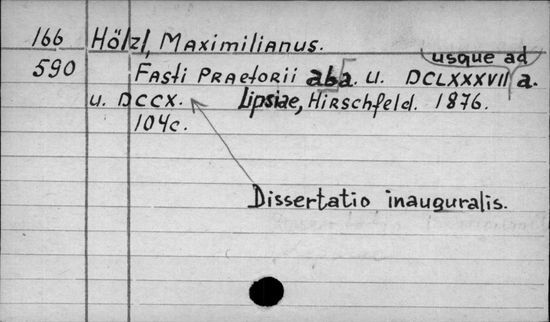 166 Hölzl, Maximilianus.
usque ad
590 Fasti Praetorii ab a. u. DCLXXXVII a.
u. DCCX. Lipsiae, Hirschfeld. 1876.
104c.
Dissertatio inauguralis.